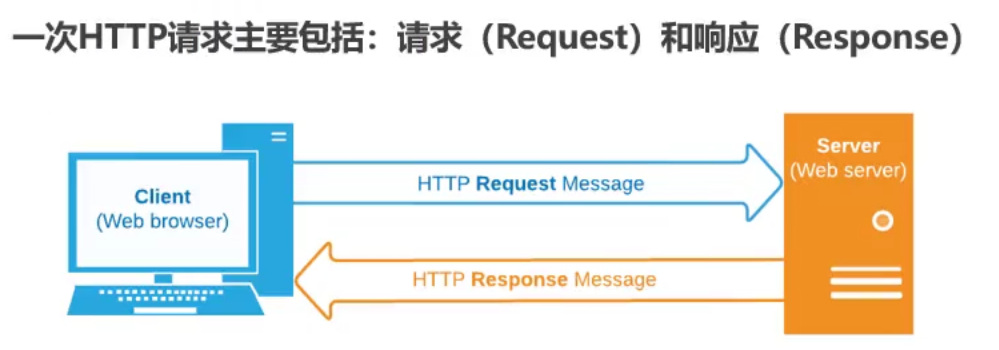 一次HTTP请求主要包括：请求（Request）和响应（Response）
Client
(Web browser)
HTTP Request Message
Server
(Web server)
HTTP Response Message